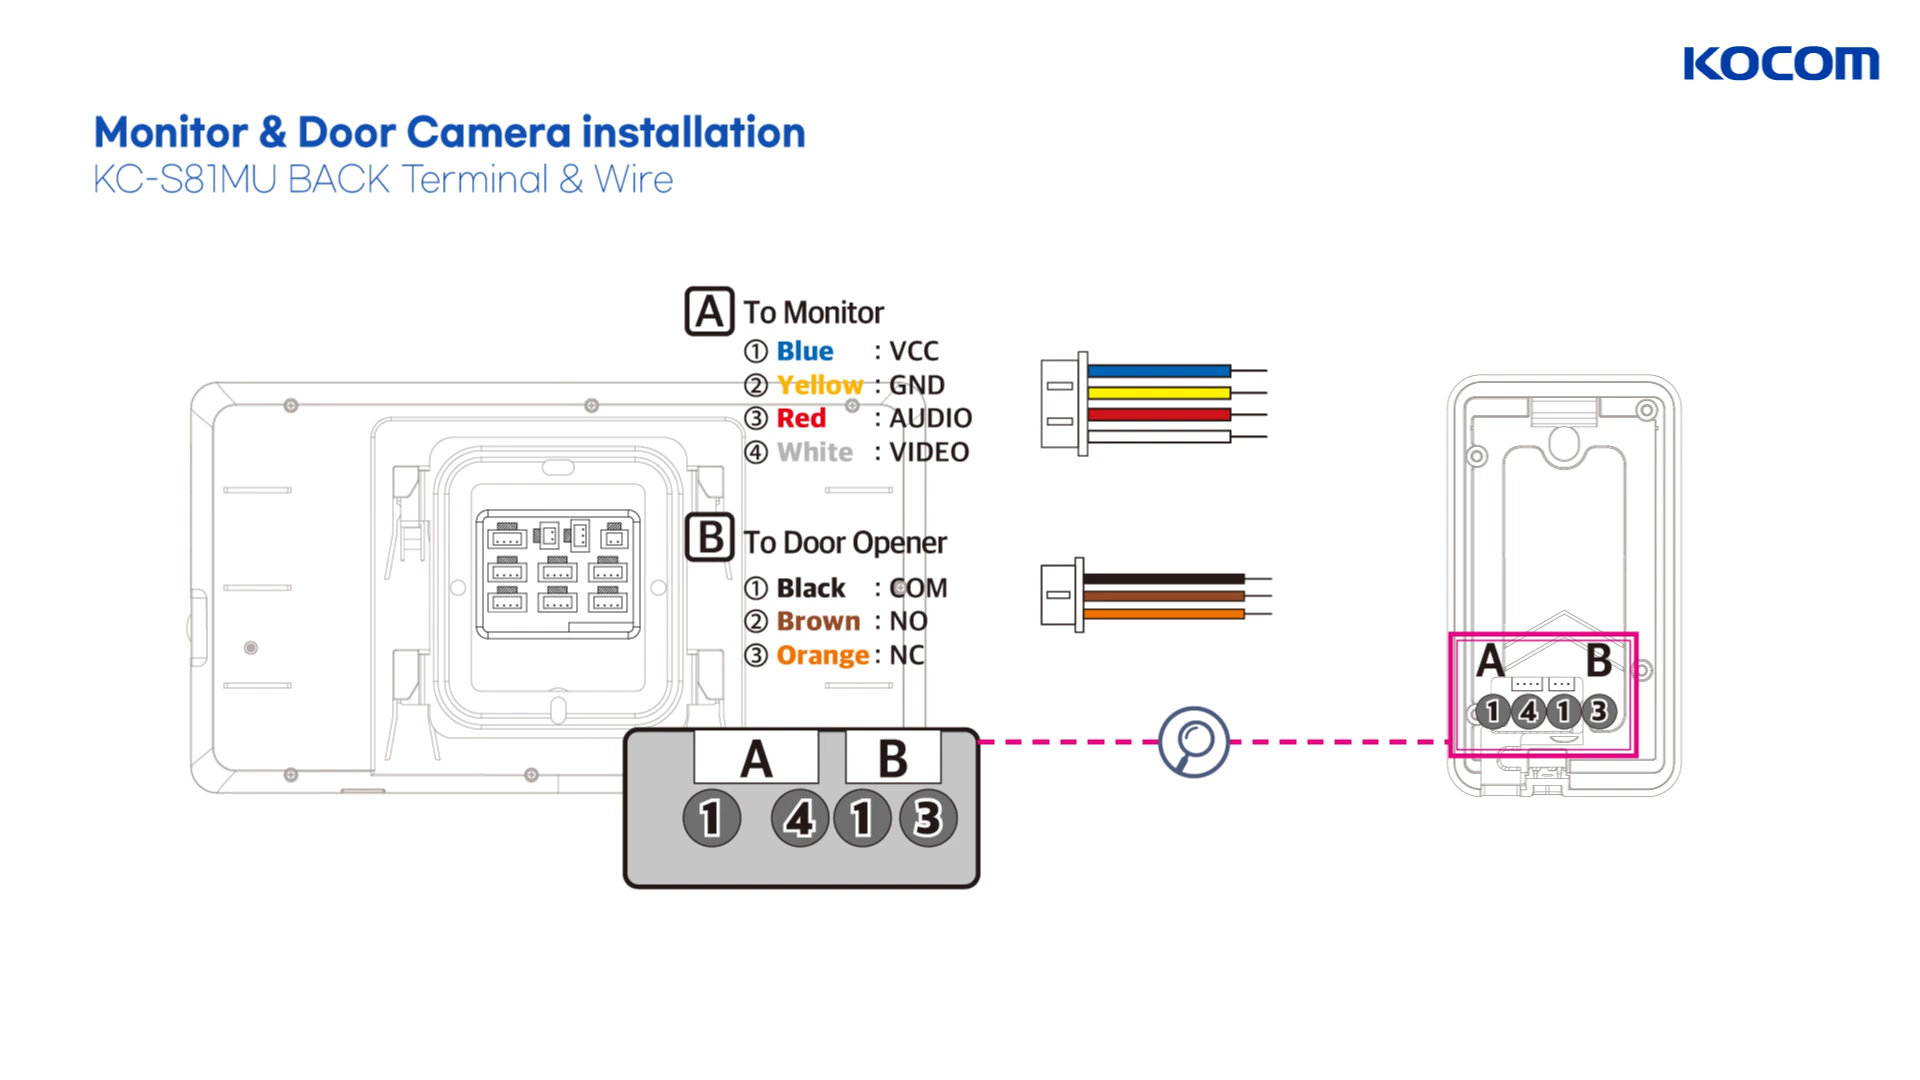 KOCOM
Monitor & Door Camera installation
KC-S81MU BACK Terminal & Wire
A To Monitor
① Blue : VCC
② Yellow : GND
③ Red : AUDIO
④ White : VIDEO
B To Door Opener
① Black : COM
② Brown : NO
③ Orange : NC
A B
1 4 1 3
A B
1 4 1 3